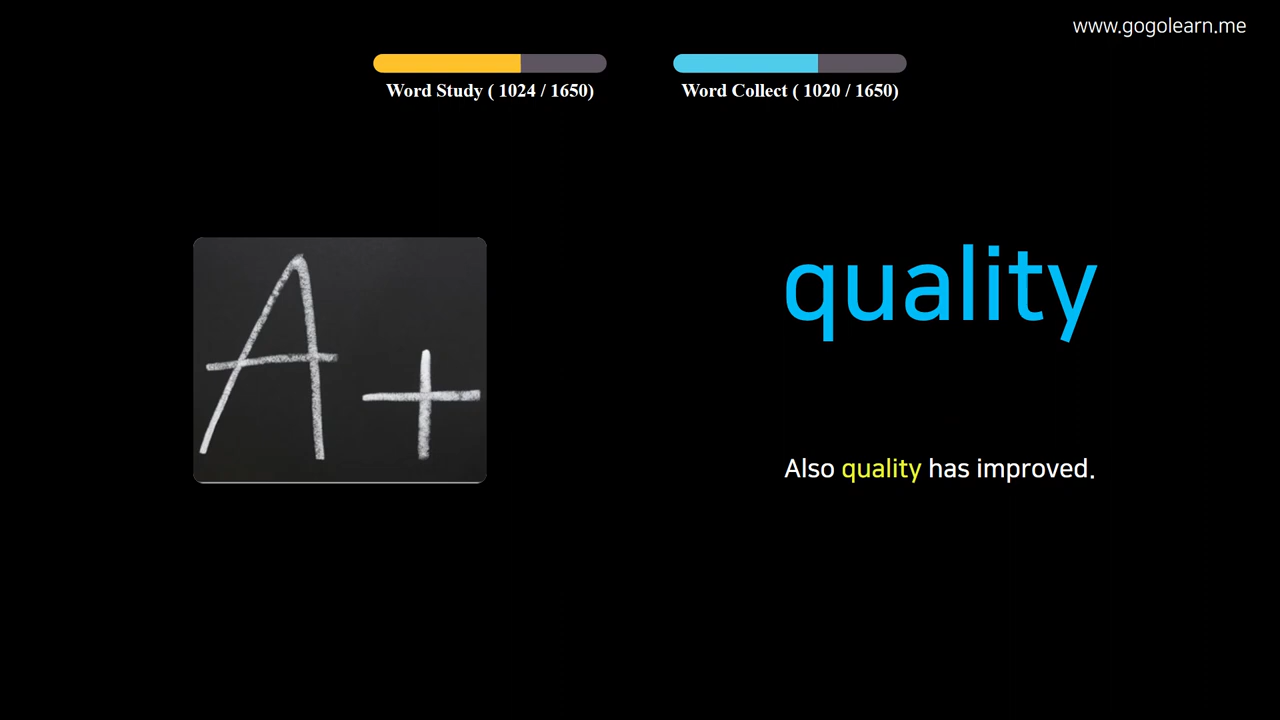 www.gogolearn.me
Word Study ( 1024 / 1650)
Word Collect ( 1020 / 1650)
A+
quality
Also quality has improved.